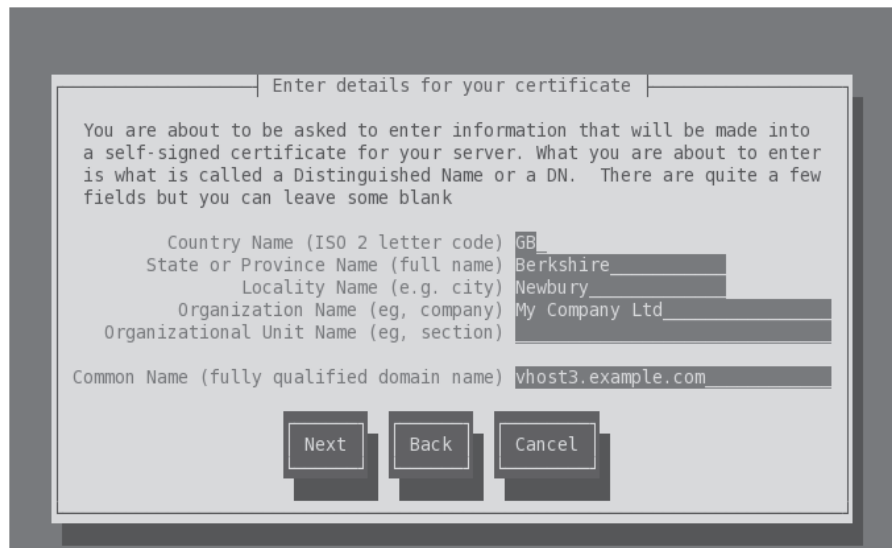 Enter details for your certificate
You are about to be asked to enter information that will be made into
a self-signed certificate for your server. What you are about to enter
is what is called a Distinguished Name or a DN. There are quite a few
fields but you can leave some blank
Country Name (ISO 2 letter code) GB_
State or Province Name (full name) Berkshire
Locality Name (e.g. city) Newbury
Organization Name (eg, company) My Company Ltd
Organizational Unit Name (eg, section)
Common Name (fully qualified domain name) vhost3.example.com
Next Back Cancel